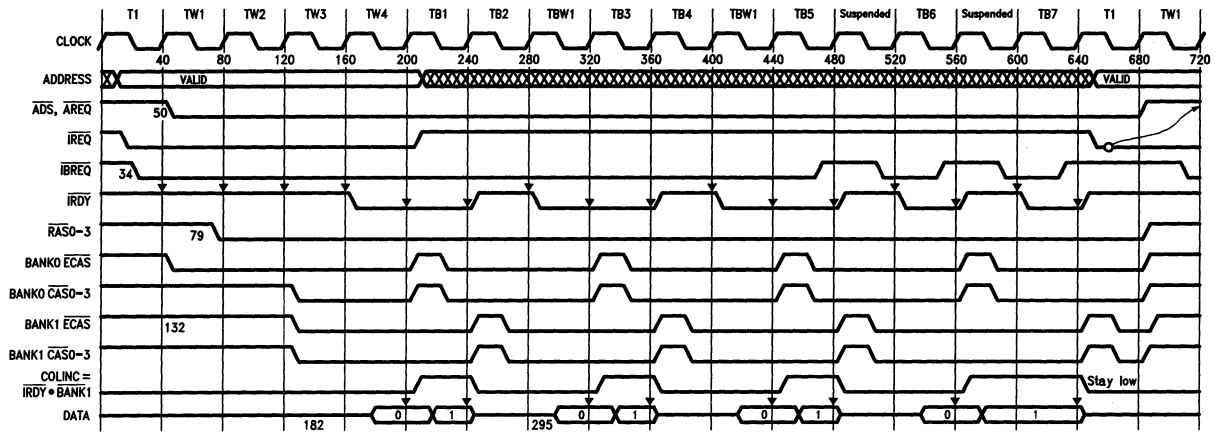 T1 TW1 TW2 TW3 TW4 TB1 TB2 TBW1 TB3 TB4 TBW1 TB5 Suspended TB6 Suspended TB7 T1 TW1
CLOCK
40 80 120 160 200 240 280 320 360 400 440 480 520 560 600 640 680 720
ADDRESS VALID VALID
ADS, AREQ 50
IREQ
IBREQ 34
IRDY
RAS0-3 79
BANK0 ECAS
BANK0 CAS0-3
BANK1 ECAS 132
BANK1 CAS0-3
COLINC =
IRDY • BANK1 Stay low
DATA 0 1 0 1 0 1 0 1
182 295